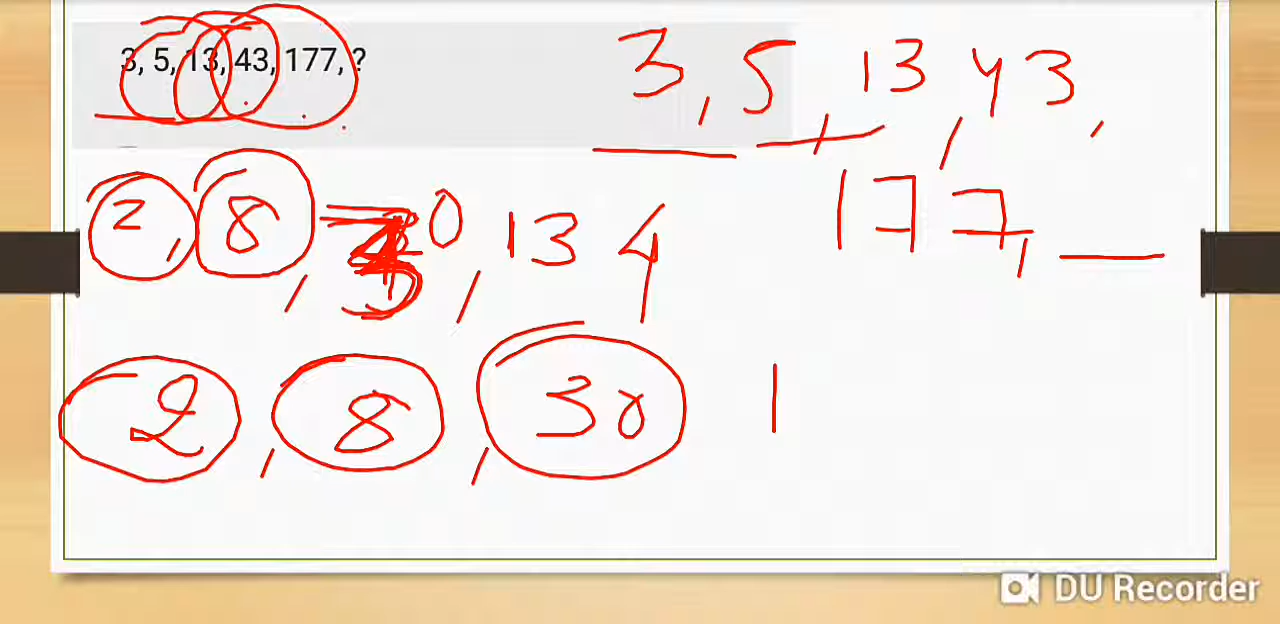 3, 5, 13, 43, 177, ?
3, 5, 13, 43,
177,
2, 8, 30, 134
2, 8, 30 1
DU Recorder